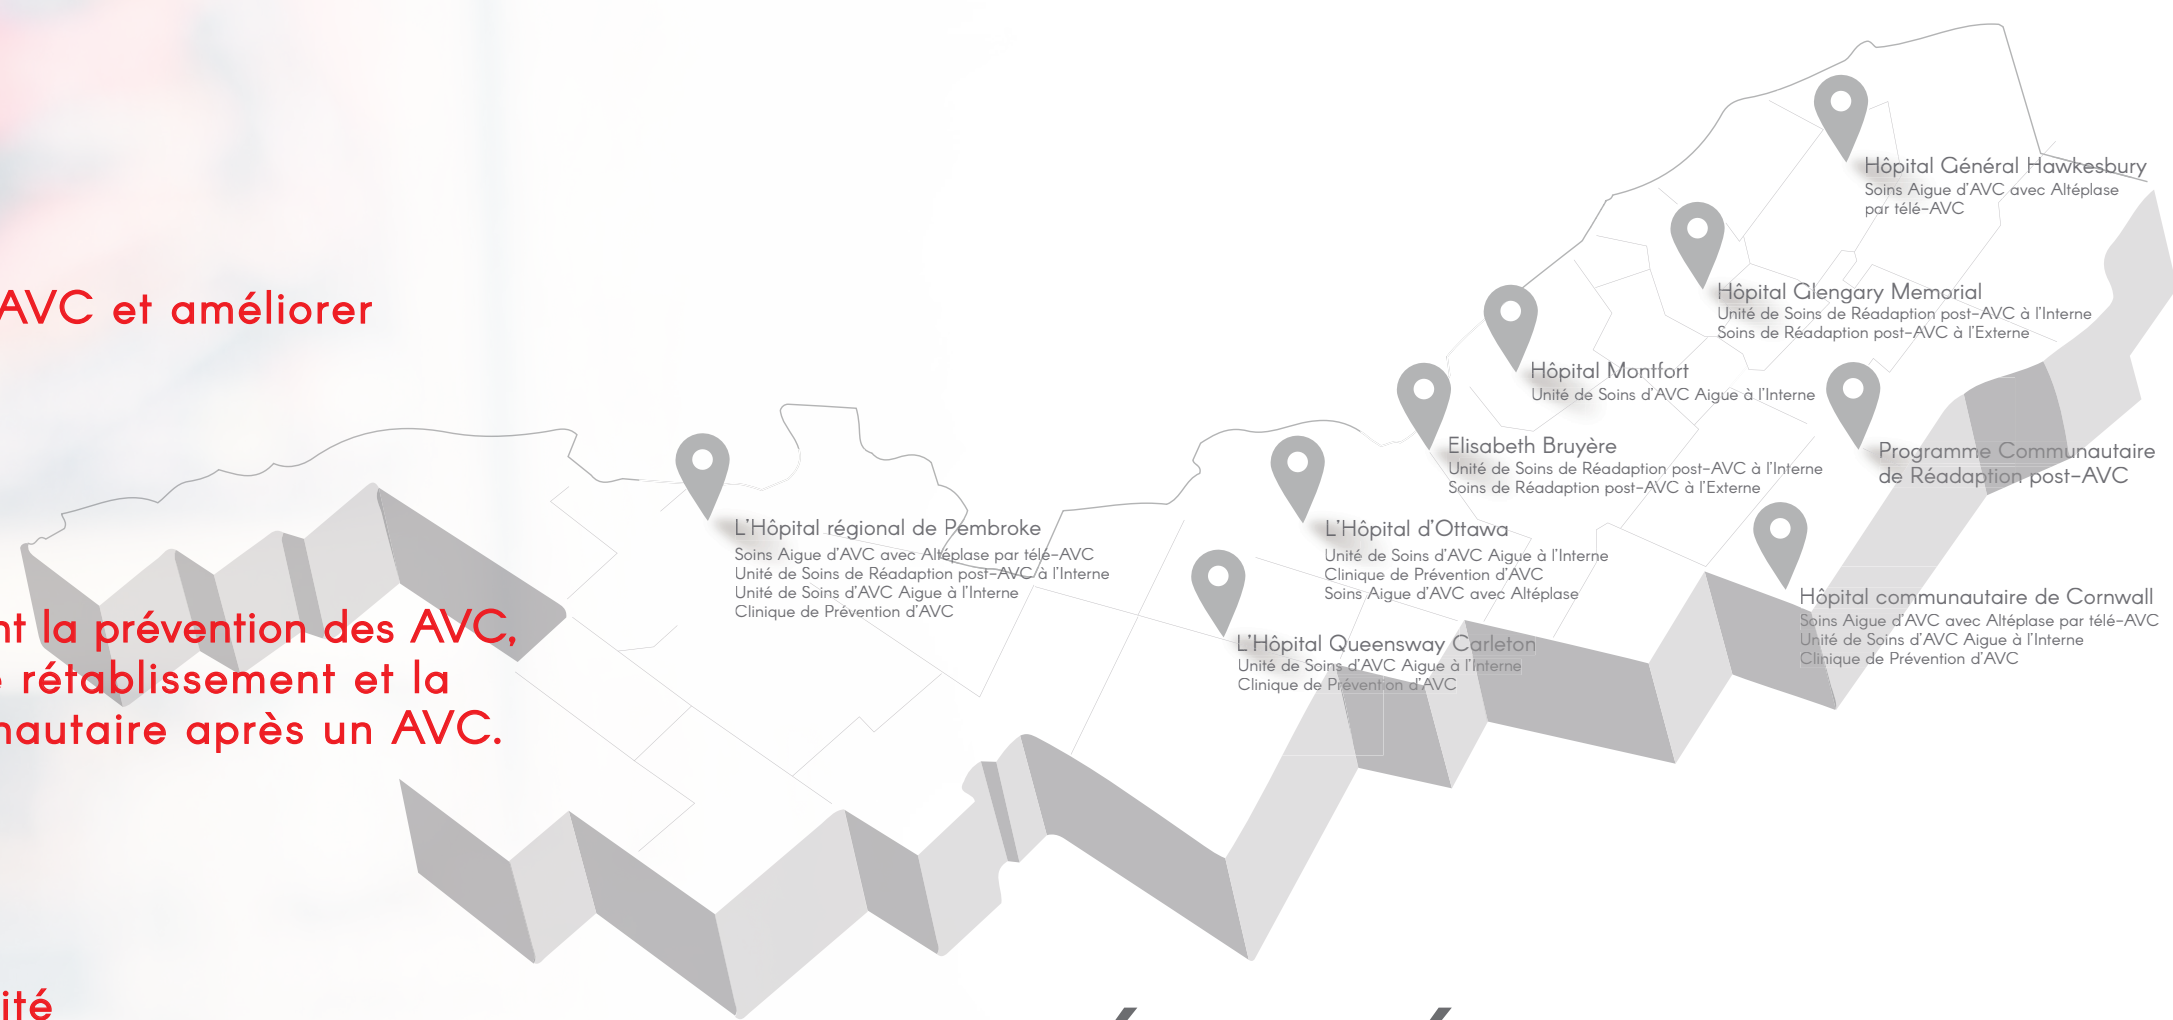 AVC et améliorer
nt la prévention des AVC,
rétablissement et la
nautaire après un AVC.
ité
Hôpital Général Hawkesbury
Soins Aigue d'AVC avec Altéplase
par télé-AVC
Hôpital Glengary Memorial
Unité de Soins de Réadaption post-AVC à l'Interne
Soins de Réadaption post-AVC à l'Externe
Hôpital Montfort
Unité de Soins d'AVC Aigue à l'Interne
Elisabeth Bruyère
Unité de Soins de Réadaption post-AVC à l'Interne
Soins de Réadaption post-AVC à l'Externe
Programme Communautaire
de Réadaption post-AVC
L'Hôpital régional de Pembroke
Soins Aigue d'AVC avec Altéplase par télé-AVC
Unité de Soins de Réadaption post-AVC à l'Interne
Unité de Soins d'AVC Aigue à l'Interne
Clinique de Prévention d'AVC
L'Hôpital d'Ottawa
Unité de Soins d'AVC Aigue à l'Interne
Clinique de Prévention d'AVC
Soins Aigue d'AVC avec Altéplase
L'Hôpital Queensway Carleton
Unité de Soins d'AVC Aigue à l'Interne
Clinique de Prévention d'AVC
Hôpital communautaire de Cornwall
Soins Aigue d'AVC avec Altéplase par télé-AVC
Unité de Soins d'AVC Aigue à l'Interne
Clinique de Prévention d'AVC